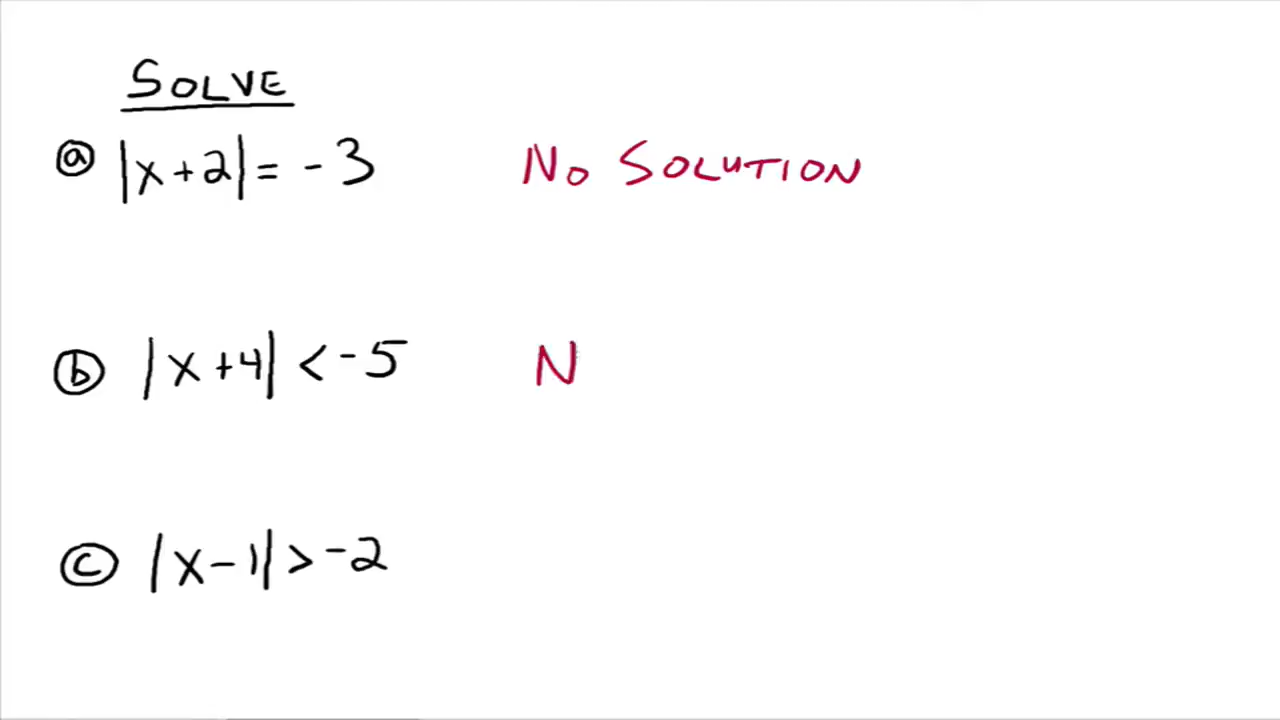 SOLVE
ⓐ |x+2| = -3 No SOLUTION
ⓑ |x+4| < -5 N
ⓒ |x-1| > -2